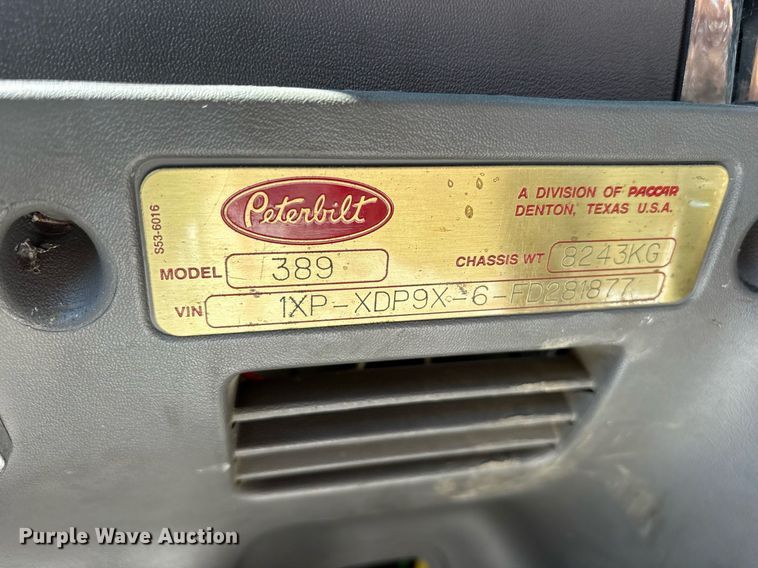 Peterbilt
A DIVISION OF PACCAR
DENTON, TEXAS U.S.A.
S53-6016
MODEL 389 CHASSIS WT 8243KG
VIN 1XP-XDP9X-6-FD281877
Purple Wave Auction